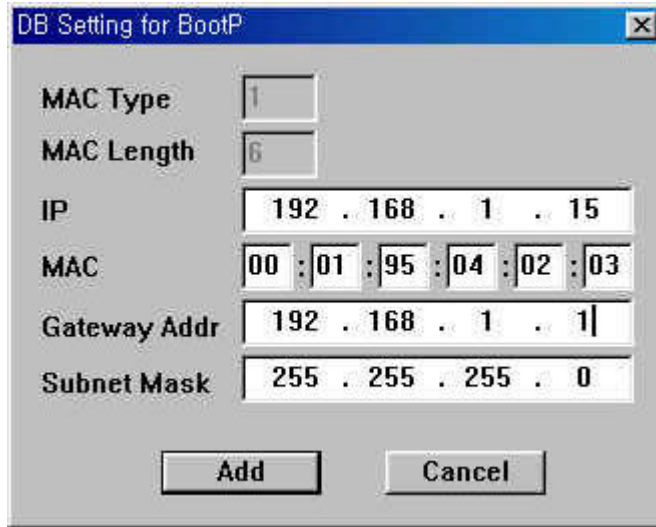 DB Setting for BootP
MAC Type 1
MAC Length 6
IP 192 . 168 . 1 . 15
MAC 00 : 01 : 95 : 04 : 02 : 03
Gateway Addr 192 . 168 . 1 . 1
Subnet Mask 255 . 255 . 255 . 0
Add Cancel